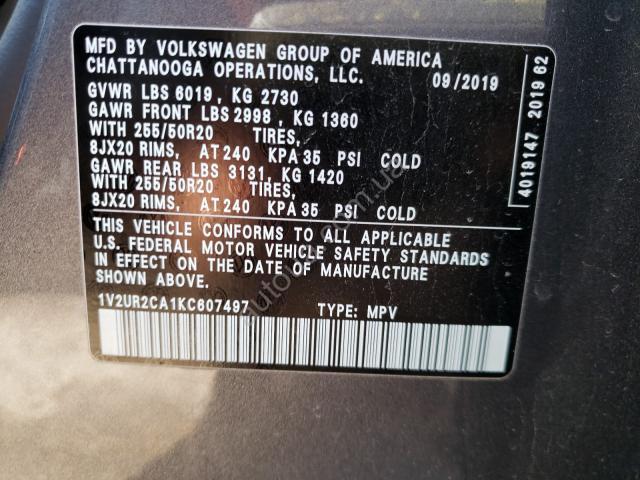 MFD BY VOLKSWAGEN GROUP OF AMERICA
CHATTANOOGA OPERATIONS, LLC. 09/2019
GVWR LBS 6019, KG 2730
GAWR FRONT LBS 2998, KG 1360
WITH 255/50R20 TIRES,
8JX20 RIMS, AT 240 KPA 35 PSI COLD
GAWR REAR LBS 3131, KG 1420
WITH 255/50R20 TIRES,
8JX20 RIMS, AT 240 KPA 35 PSI COLD
THIS VEHICLE CONFORMS TO ALL APPLICABLE
U.S. FEDERAL MOTOR VEHICLE SAFETY STANDARDS
IN EFFECT ON THE DATE OF MANUFACTURE
SHOWN ABOVE.
1V2UR2CA1KC607497 TYPE: MPV
4019147 2019 62